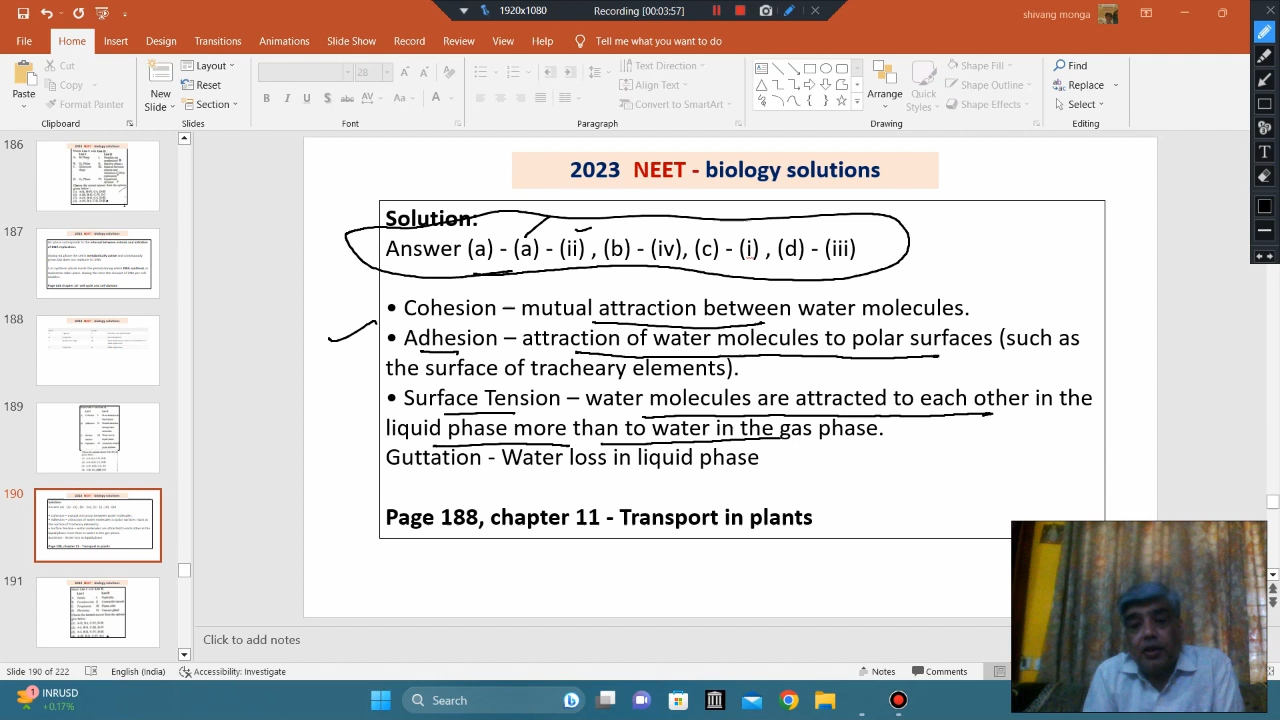 1920x1080
Recording [00:03:57]
shivang monga
File Home Insert Design Transitions Animations Slide Show Record Review View Help Tell me what you want to do
Paste
Cut
Copy
Format Painter
Clipboard
New Slide
Layout
Reset
Section
Slides
28
Font
Text Direction
Align Text
Convert to SmartArt
Paragraph
Arrange
Quick Styles
Shape Fill
Shape Outline
Shape Effects
Drawing
Find
Replace
Select
Editing
186
187
188
189
190
191
2023 NEET - biology solutions
Solution:
Answer (a) - (a) - (ii) , (b) - (iv), (c) - (i) , (d) - (iii)
• Cohesion – mutual attraction between water molecules.
• Adhesion – attraction of water molecules to polar surfaces (such as
the surface of tracheary elements).
• Surface Tension – water molecules are attracted to each other in the
liquid phase more than to water in the gas phase.
Guttation - Water loss in liquid phase
Page 188, chapter 11 - Transport in plants
Click to add notes
Slide 190 of 222
English (India)
Accessibility: Investigate
Notes
Comments
1
INRUSD
+0.17%
Search